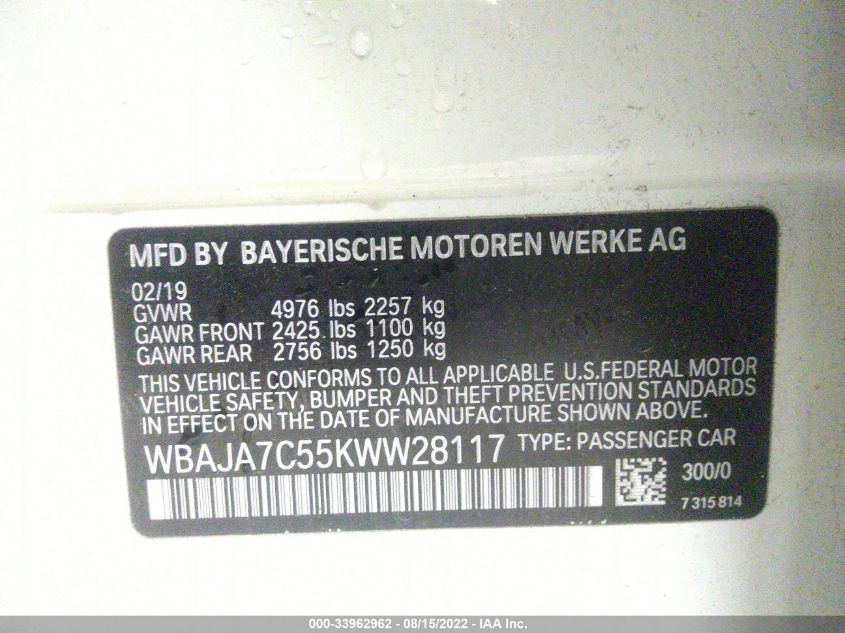 MFD BY BAYERISCHE MOTOREN WERKE AG
02/19
GVWR 4976 lbs 2257 kg
GAWR FRONT 2425 lbs 1100 kg
GAWR REAR 2756 lbs 1250 kg
THIS VEHICLE CONFORMS TO ALL APPLICABLE U.S.FEDERAL MOTOR
VEHICLE SAFETY, BUMPER AND THEFT PREVENTION STANDARDS
IN EFFECT ON THE DATE OF MANUFACTURE SHOWN ABOVE.
WBAJA7C55KWW28117 TYPE: PASSENGER CAR
300/0
7 315 814
000-33962962 - 08/15/2022 - IAA Inc.